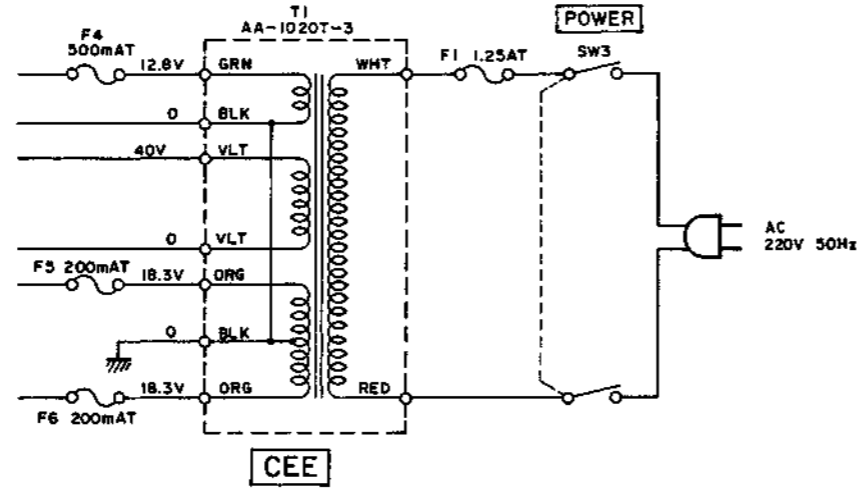 POWER
T1
AA-1020T-3
F4
500mAT
12.8V
GRN
WHT
F1 1.25AT
SW3
0
BLK
40V
VLT
0
VLT
AC
220V 50Hz
F5 200mAT
18.3V
ORG
0
BLK
18.3V
ORG
RED
F6 200mAT
CEE